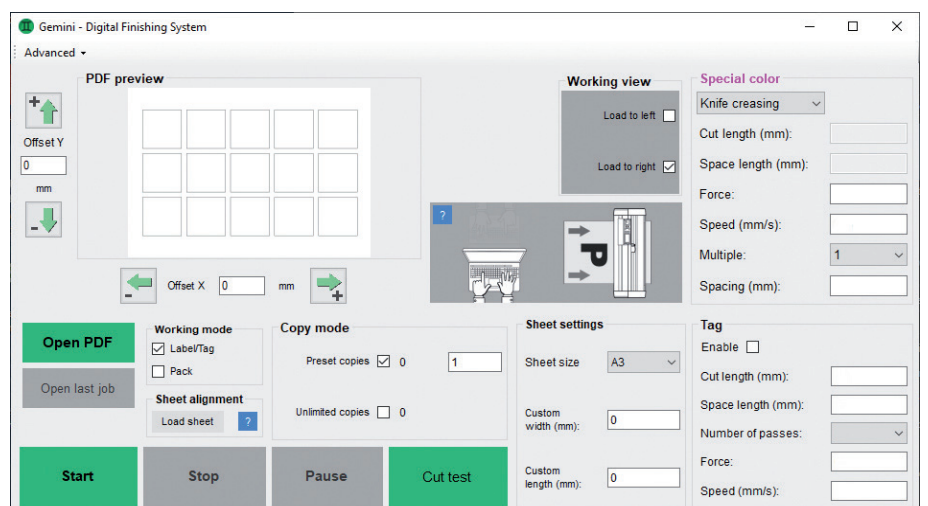 Gemini - Digital Finishing System
Advanced
PDF preview
+
Offset Y
0
mm
-
- Offset X 0 mm +
Working view
Load to left
Load to right
?
P
Special color
Knife creasing
Cut length (mm):
Space length (mm):
Force:
Speed (mm/s):
Multiple: 1
Spacing (mm):
Open PDF
Open last job
Working mode
Label/Tag
Pack
Sheet alignment
Load sheet ?
Copy mode
Preset copies 0 1
Unlimited copies 0
Sheet settings
Sheet size A3
Custom
width (mm): 0
Custom
length (mm): 0
Tag
Enable
Cut length (mm):
Space length (mm):
Number of passes:
Force:
Speed (mm/s):
Start
Stop
Pause
Cut test